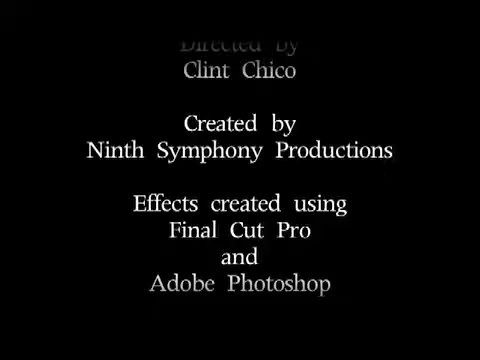 Directed by
Clint Chico
Created by
Ninth Symphony Productions
Effects created using
Final Cut Pro
and
Adobe Photoshop